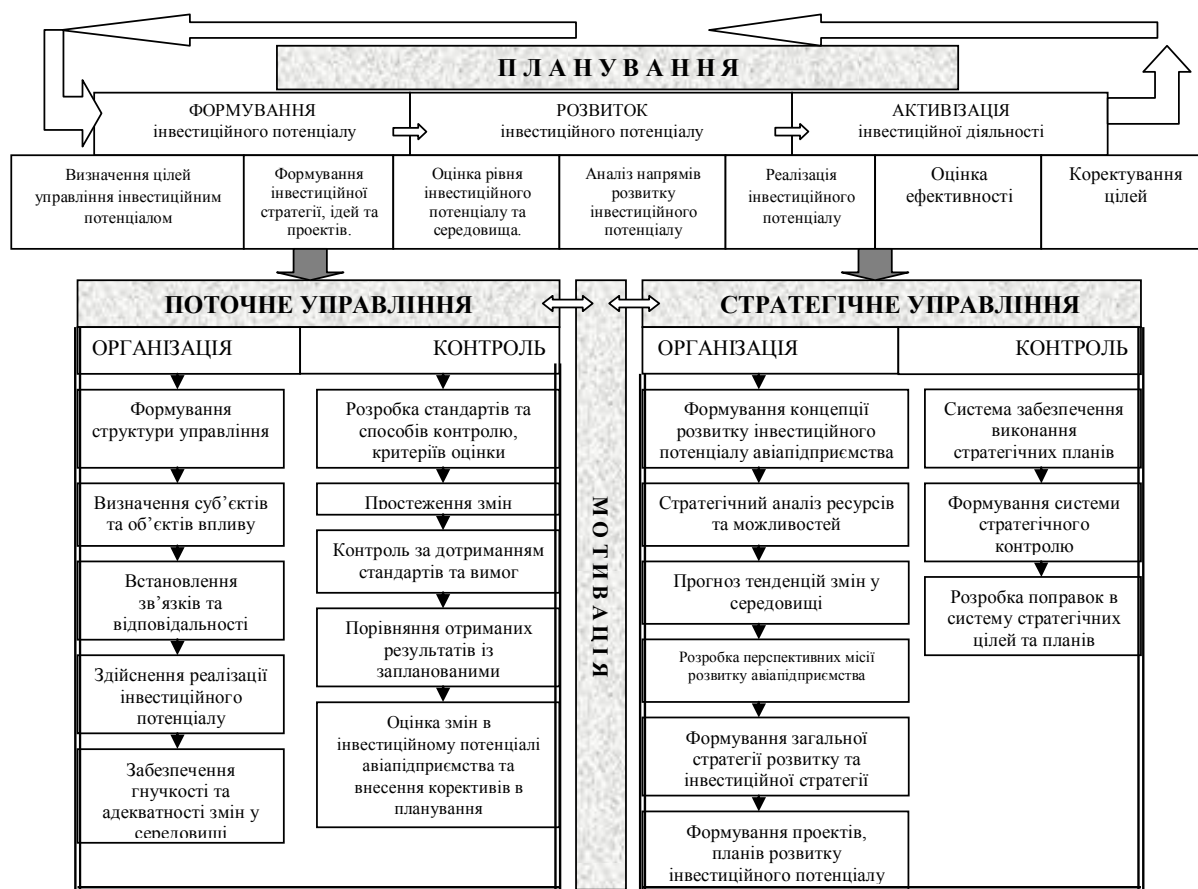 П Л А Н У В А Н Н Я
ФОРМУВАННЯ
інвестиційного потенціалу
РОЗВИТОК
інвестиційного потенціалу
АКТИВІЗАЦІЯ
інвестиційної діяльності
Визначення цілей
управління інвестиційним
потенціалом
Формування
інвестиційної
стратегії, ідей та
проектів.
Оцінка рівня
інвестиційного
потенціалу та
середовища.
Аналіз напрямів
розвитку
інвестиційного
потенціалу
Реалізація
інвестиційного
потенціалу
Оцінка
ефективності
Коректування
цілей
ПОТОЧНЕ УПРАВЛІННЯ
ОРГАНІЗАЦІЯ
КОНТРОЛЬ
Формування
структури управління
Визначення суб’єктів
та об’єктів впливу
Встановлення
зв’язків та
відповідальності
Здійснення реалізації
інвестиційного
потенціалу
Забезпечення
гнучкості та
адекватності змін у
середовищі
Розробка стандартів та
способів контролю,
критеріїв оцінки
Простеження змін
Контроль за дотриманням
стандартів та вимог
Порівняння отриманих
результатів із
запланованими
Оцінка змін в
інвестиційному потенціалі
авіапідприємства та
внесення корективів в
планування
М О Т И В А Ц І Я
СТРАТЕГІЧНЕ УПРАВЛІННЯ
ОРГАНІЗАЦІЯ
КОНТРОЛЬ
Формування концепції
розвитку інвестиційного
потенціалу авіапідприємства
Стратегічний аналіз ресурсів
та можливостей
Прогноз тенденцій змін у
середовищі
Розробка перспективних місії
розвитку авіапідприємства
Формування загальної
стратегії розвитку та
інвестиційної стратегії
Формування проектів,
планів розвитку
інвестиційного потенціалу
Система забезпечення
виконання
стратегічних планів
Формування системи
стратегічного
контролю
Розробка поправок в
систему стратегічних
цілей та планів